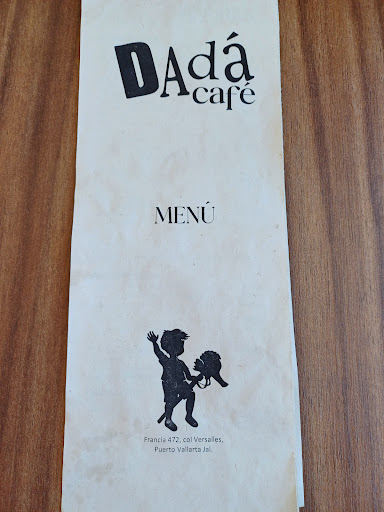 DAdá
café
MENÚ
Francia 472, col Versalles,
Puerto Vallarta Jal.